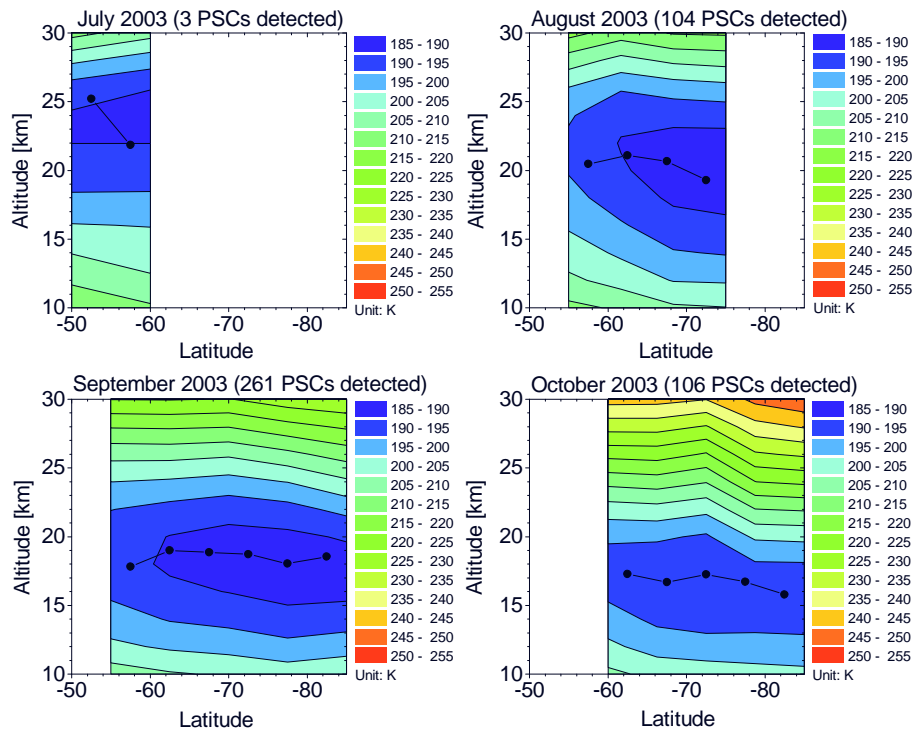 July 2003 (3 PSCs detected)
30
25
20
15
10
Altitude [km]
-50 -60 -70 -80
Latitude
185 - 190
190 - 195
195 - 200
200 - 205
205 - 210
210 - 215
215 - 220
220 - 225
225 - 230
230 - 235
235 - 240
240 - 245
245 - 250
250 - 255
Unit: K
August 2003 (104 PSCs detected)
30
25
20
15
10
Altitude [km]
-50 -60 -70 -80
Latitude
185 - 190
190 - 195
195 - 200
200 - 205
205 - 210
210 - 215
215 - 220
220 - 225
225 - 230
230 - 235
235 - 240
240 - 245
245 - 250
250 - 255
Unit: K
September 2003 (261 PSCs detected)
30
25
20
15
10
Altitude [km]
-50 -60 -70 -80
Latitude
185 - 190
190 - 195
195 - 200
200 - 205
205 - 210
210 - 215
215 - 220
220 - 225
225 - 230
230 - 235
235 - 240
240 - 245
245 - 250
250 - 255
Unit: K
October 2003 (106 PSCs detected)
30
25
20
15
10
Altitude [km]
-50 -60 -70 -80
Latitude
185 - 190
190 - 195
195 - 200
200 - 205
205 - 210
210 - 215
215 - 220
220 - 225
225 - 230
230 - 235
235 - 240
240 - 245
245 - 250
250 - 255
Unit: K